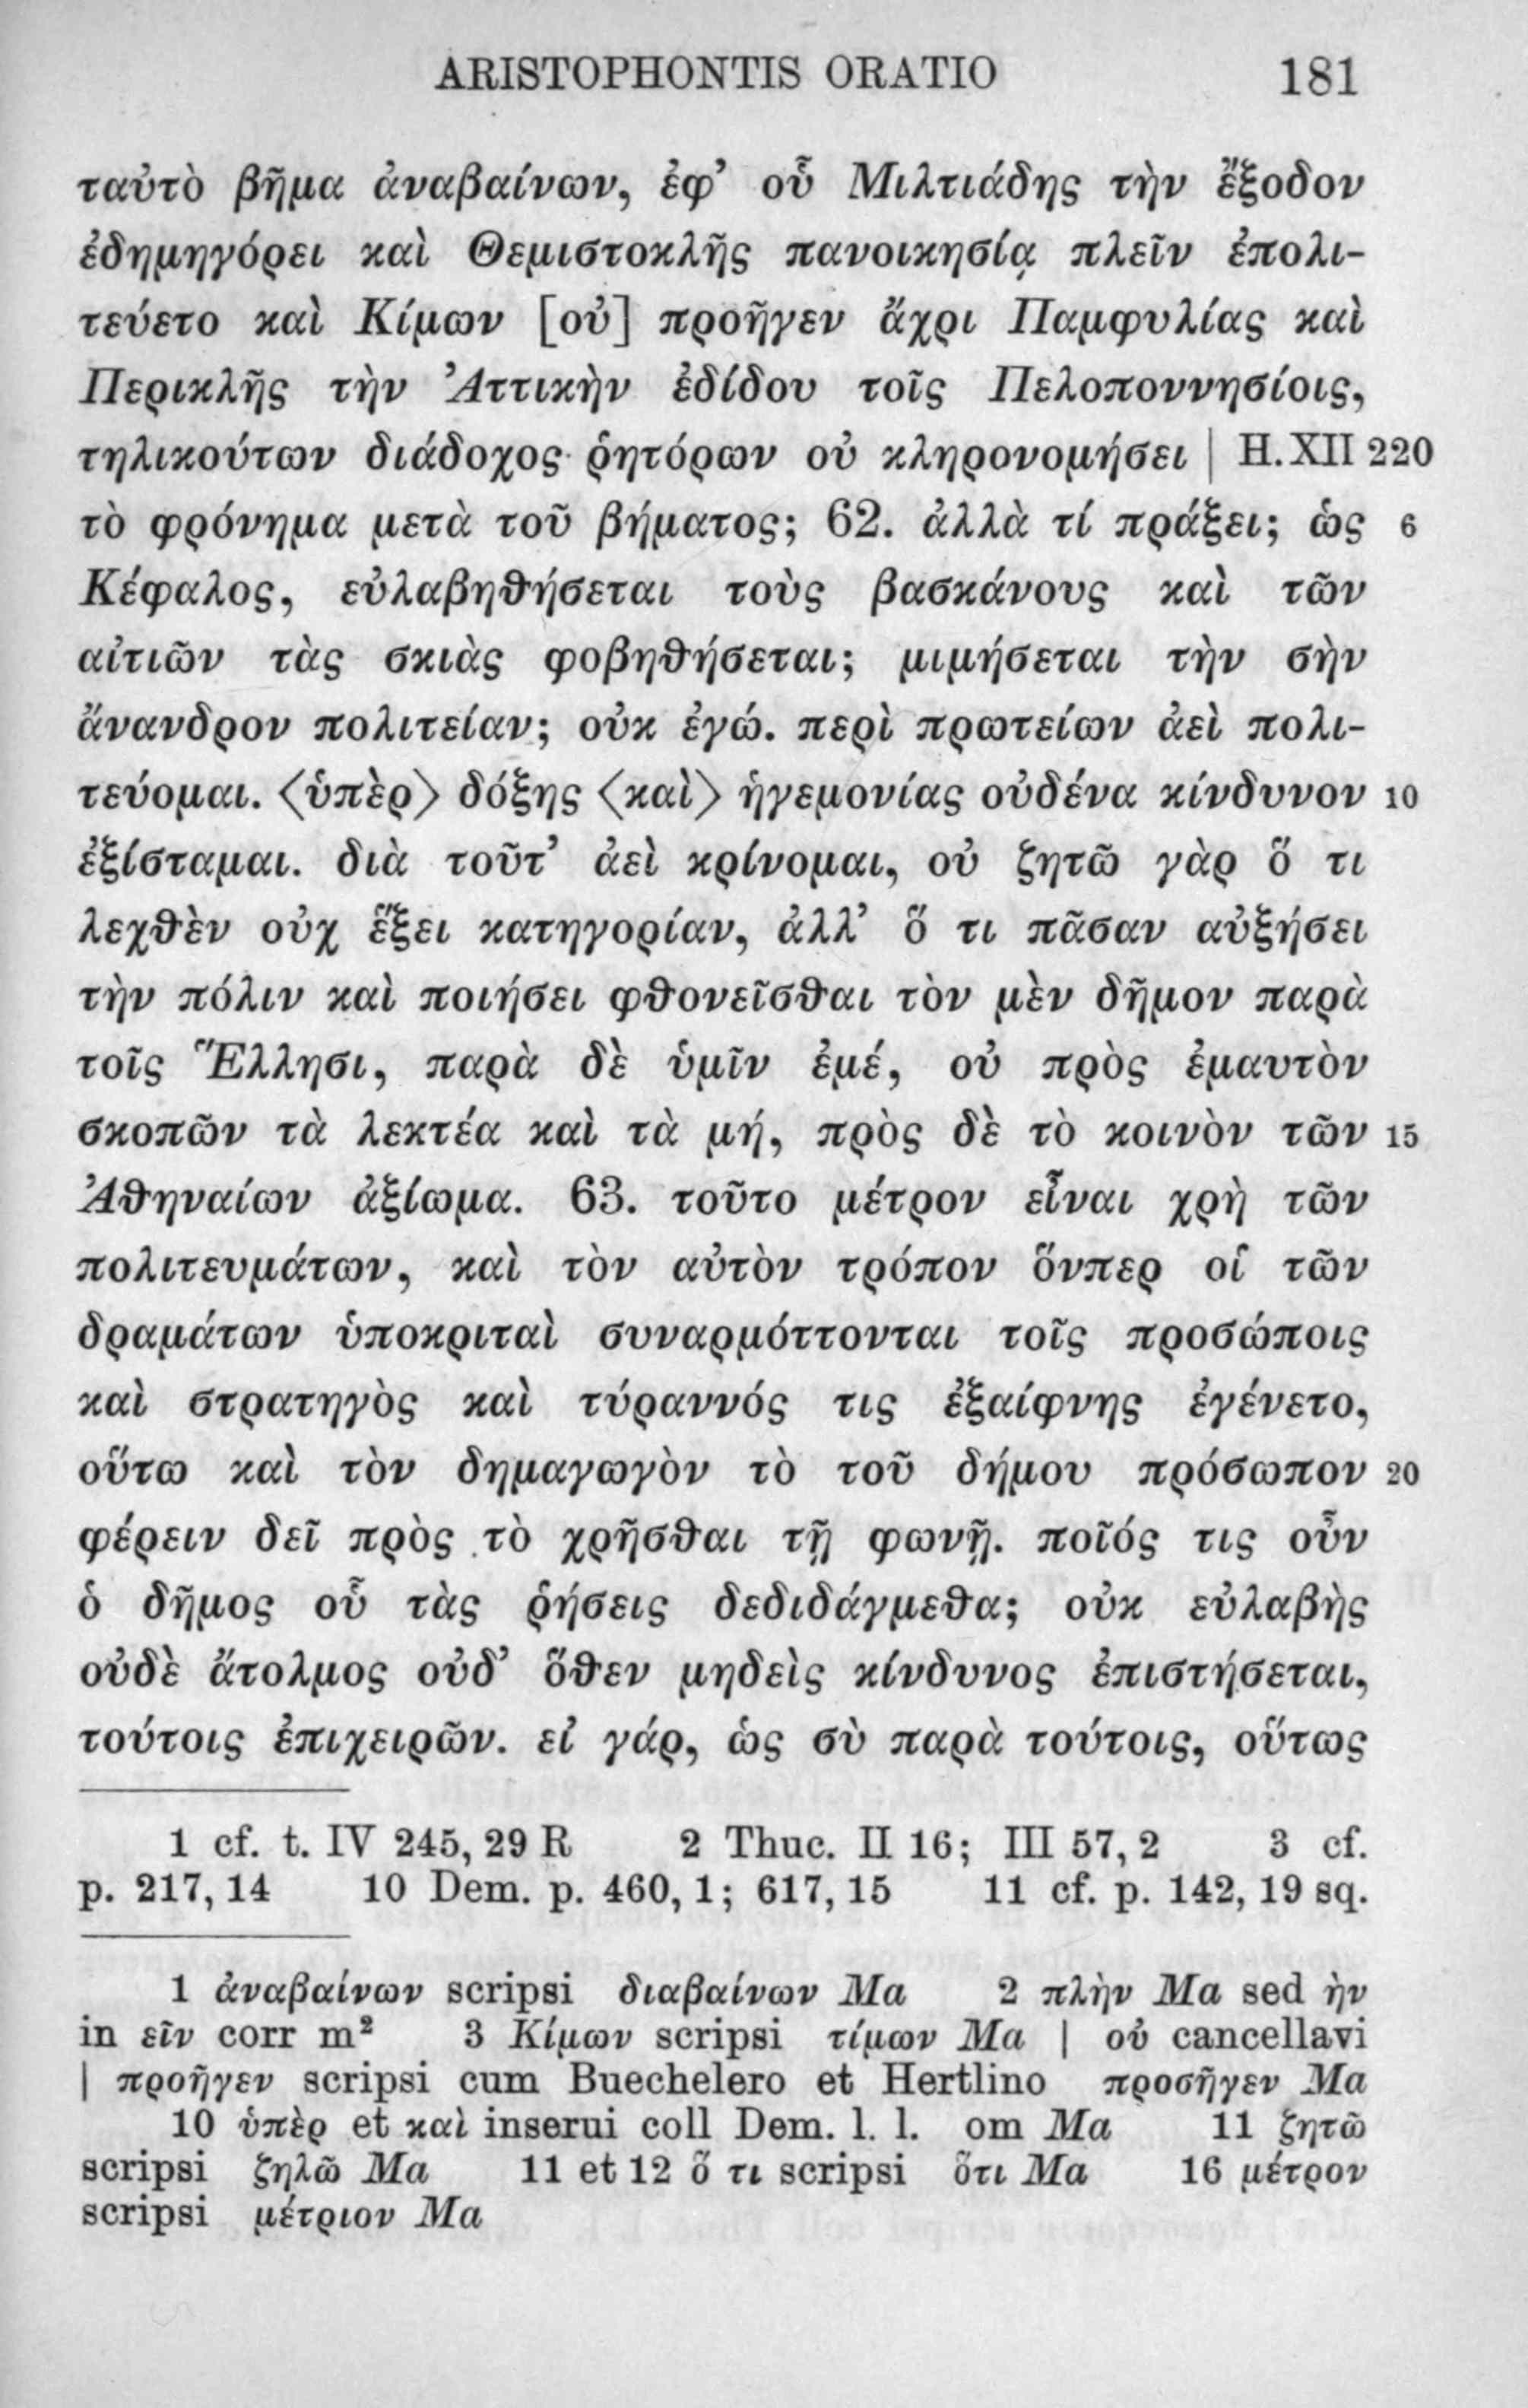 ARISTOPHONTIS ORATIO 181
ταὐτὸ βῆμα ἀναβαίνων, ἐφ’ οὗ Μιλτιάδης τὴν ἔξοδον
ἐδημηγόρει καὶ Θεμιστοκλῆς πανοικησίᾳ πλεῖν ἐπολι-
τεύετο καὶ Κίμων [οὐ] προῆγεν ἄχρι Παμφυλίας καὶ
Περικλῆς τὴν Ἀττικὴν ἐδίδου τοῖς Πελοποννησίοις,
τηλικούτων διάδοχος ῥητόρων οὐ κληρονομήσει | H. XII 220
τὸ φρόνημα μετὰ τοῦ βήματος; 62. ἀλλὰ τί πράξει; ὡς 6
Κέφαλος, εὐλαβηθήσεται τοὺς βασκάνους καὶ τῶν
αἰτιῶν τὰς σκιὰς φοβηθήσεται; μιμήσεται τὴν σὴν
ἄνανδρον πολιτείαν; οὐκ ἐγώ. περὶ πρωτείων ἀεὶ πολι-
τεύομαι. ⟨ὑπὲρ⟩ δόξης ⟨καὶ⟩ ἡγεμονίας οὐδένα κίνδυνον 10
ἐξίσταμαι. διὰ τοῦτ’ ἀεὶ κρίνομαι, οὐ ζητῶ γὰρ ὅ τι
λεχθὲν οὐχ ἕξει κατηγορίαν, ἀλλ’ ὅ τι πᾶσαν αὐξήσει
τὴν πόλιν καὶ ποιήσει φθονεῖσθαι τὸν μὲν δῆμον παρὰ
τοῖς Ἕλλησι, παρὰ δὲ ὑμῖν ἐμέ, οὐ πρὸς ἐμαυτὸν
σκοπῶν τὰ λεκτέα καὶ τὰ μή, πρὸς δὲ τὸ κοινὸν τῶν 15
Ἀθηναίων ἀξίωμα. 63. τοῦτο μέτρον εἶναι χρὴ τῶν
πολιτευμάτων, καὶ τὸν αὐτὸν τρόπον ὅνπερ οἱ τῶν
δραμάτων ὑποκριταὶ συναρμόττονται τοῖς προσώποις
καὶ στρατηγὸς καὶ τύραννός τις ἐξαίφνης ἐγένετο,
οὕτω καὶ τὸν δημαγωγὸν τὸ τοῦ δήμου πρόσωπον 20
φέρειν δεῖ πρὸς τὸ χρῆσθαι τῇ φωνῇ. ποῖός τις οὖν
ὁ δῆμος οὗ τὰς ῥήσεις δεδιδάγμεθα; οὐκ εὐλαβὴς
οὐδὲ ἄτολμος οὐδ’ ὅθεν μηδεὶς κίνδυνος ἐπιστήσεται,
τούτοις ἐπιχειρῶν. εἰ γάρ, ὡς σὺ παρὰ τούτοις, οὕτως
1 cf. t. IV 245, 29 R 2 Thuc. II 16; III 57, 2 3 cf.
p. 217, 14 10 Dem. p. 460, 1; 617, 15 11 cf. p. 142, 19 sq.
1 ἀναβαίνων scripsi διαβαίνων Ma 2 πλὴν Ma sed ὴν
in εῖν corr m² 3 Κίμων scripsi τίμων Ma | οὐ cancellavi
| προῆγεν scripsi cum Buechelero et Hertlino προσῆγεν Ma
10 ὑπὲρ et καὶ inserui coll Dem. l. l. om Ma 11 ζητῶ
scripsi ζηλῶ Ma 11 et 12 ὅ τι scripsi ὅτι Ma 16 μέτρον
scripsi μέτριον Ma